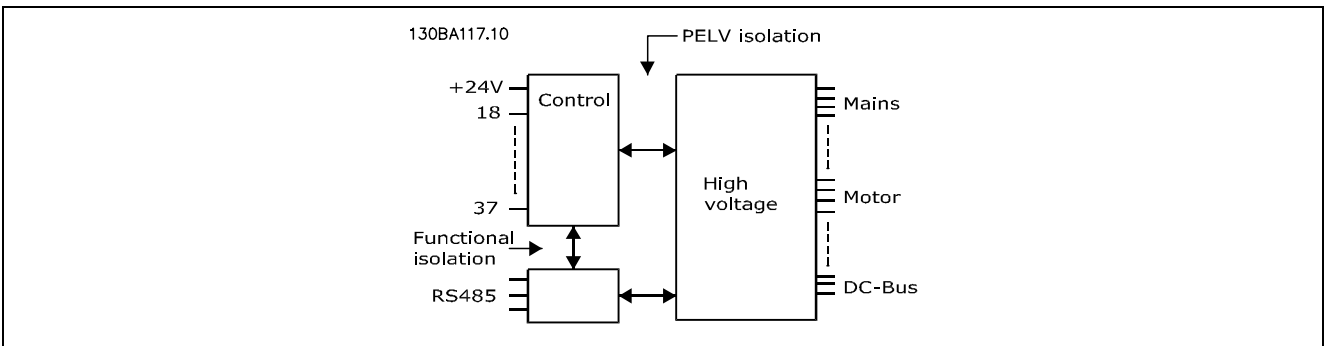 130BA117.10
PELV isolation
+24V
Control
18
Mains
High
voltage
Motor
37
Functional
isolation
RS485
DC-Bus